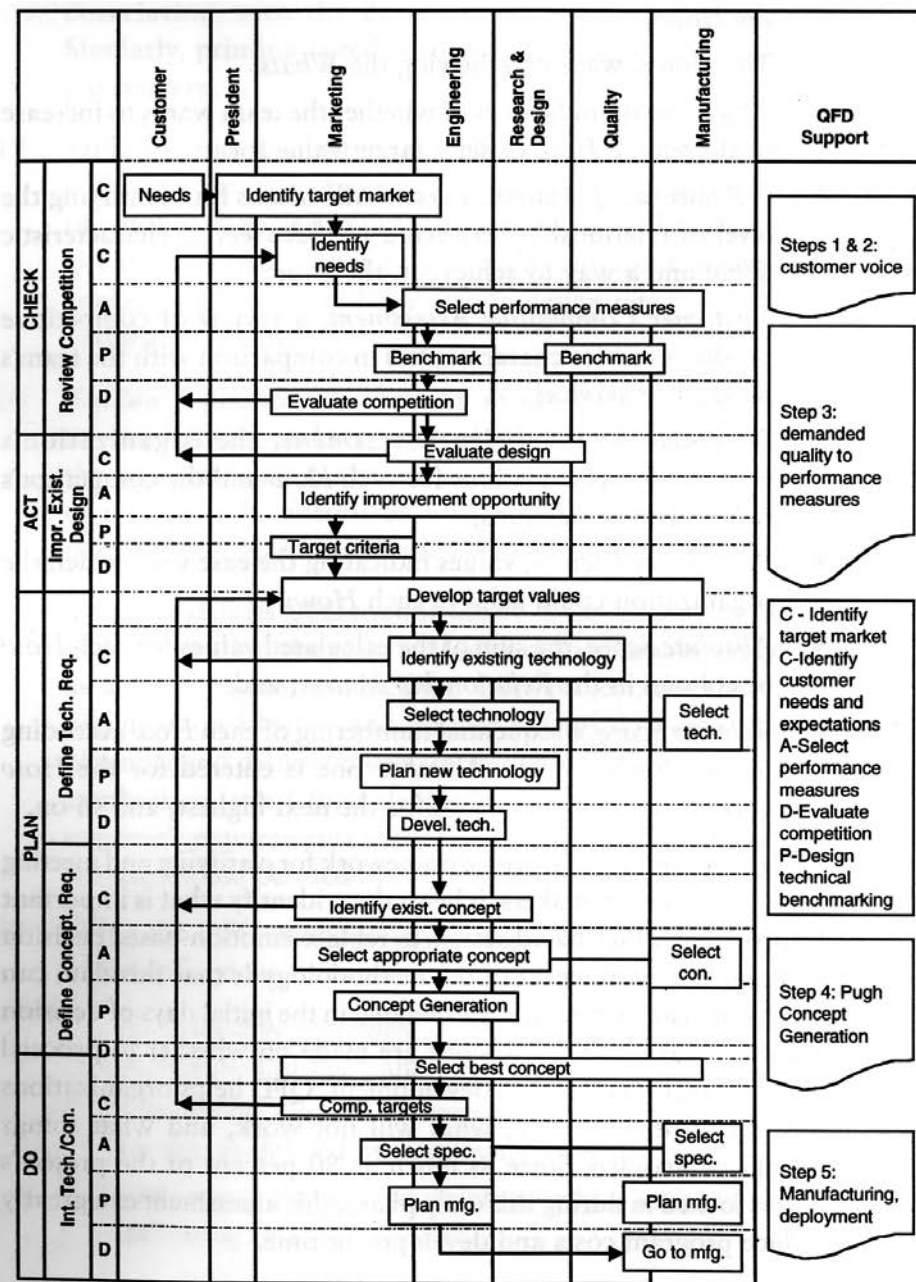 Customer
President
Marketing
Engineering
Research &
Design
Quality
Manufacturing
QFD
Support
CHECK
Review Competition
C
Needs
Identify target market
C
Identify
needs
A
Select performance measures
P
Benchmark
Benchmark
D
Evaluate competition
ACT
Impr. Exist.
Design
C
Evaluate design
A
Identify improvement opportunity
P
Target criteria
D
Develop target values
PLAN
Define Tech. Req.
C
Identify existing technology
A
Select technology
Select
tech.
P
Plan new technology
D
Devel. tech.
Define Concept. Req.
C
Identify exist. concept
A
Select appropriate concept
Select
con.
P
Concept Generation
D
Select best concept
DO
Int. Tech./Con.
C
Comp. targets
A
Select spec.
Select
spec.
P
Plan mfg.
Plan mfg.
D
Go to mfg.
Steps 1 & 2:
customer voice
Step 3:
demanded
quality to
performance
measures
C - Identify
target market
C-Identify
customer
needs and
expectations
A-Select
performance
measures
D-Evaluate
competition
P-Design
technical
benchmarking
Step 4: Pugh
Concept
Generation
Step 5:
Manufacturing,
deployment